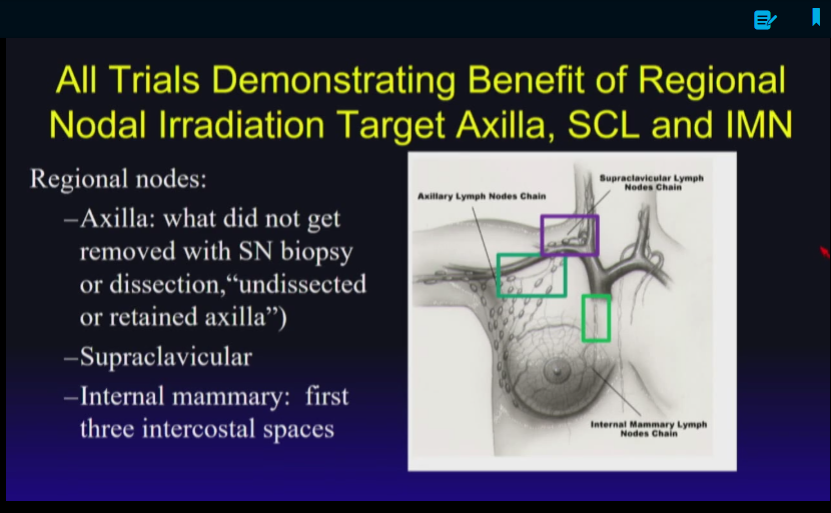 All Trials Demonstrating Benefit of Regional
Nodal Irradiation Target Axilla, SCL and IMN
Regional nodes:
–Axilla: what did not get
removed with SN biopsy
or dissection,“undissected
or retained axilla”)
–Supraclavicular
–Internal mammary: first
three intercostal spaces
Supraclavicular Lymph
Nodes Chain
Axillary Lymph Nodes Chain
Internal Mammary Lymph
Nodes Chain